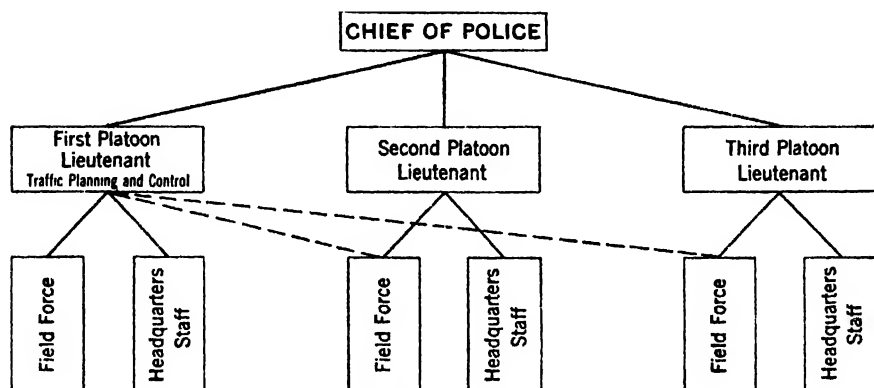 CHIEF OF POLICE
First Platoon
Lieutenant
Traffic Planning and Control
Second Platoon
Lieutenant
Third Platoon
Lieutenant
Field Force
Headquarters
Staff
Field Force
Headquarters
Staff
Field Force
Headquarters
Staff